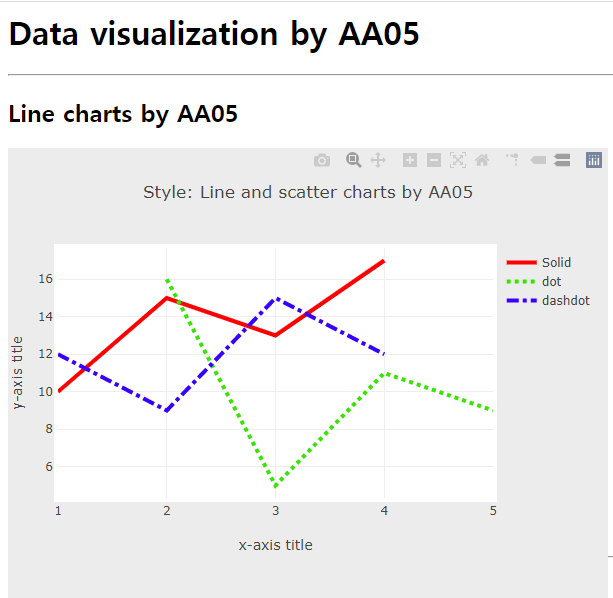 Data visualization by AA05
Line charts by AA05
Style: Line and scatter charts by AA05
Solid
dot
dashdot
16
14
12
10
8
6
y-axis title
1 2 3 4 5
x-axis title